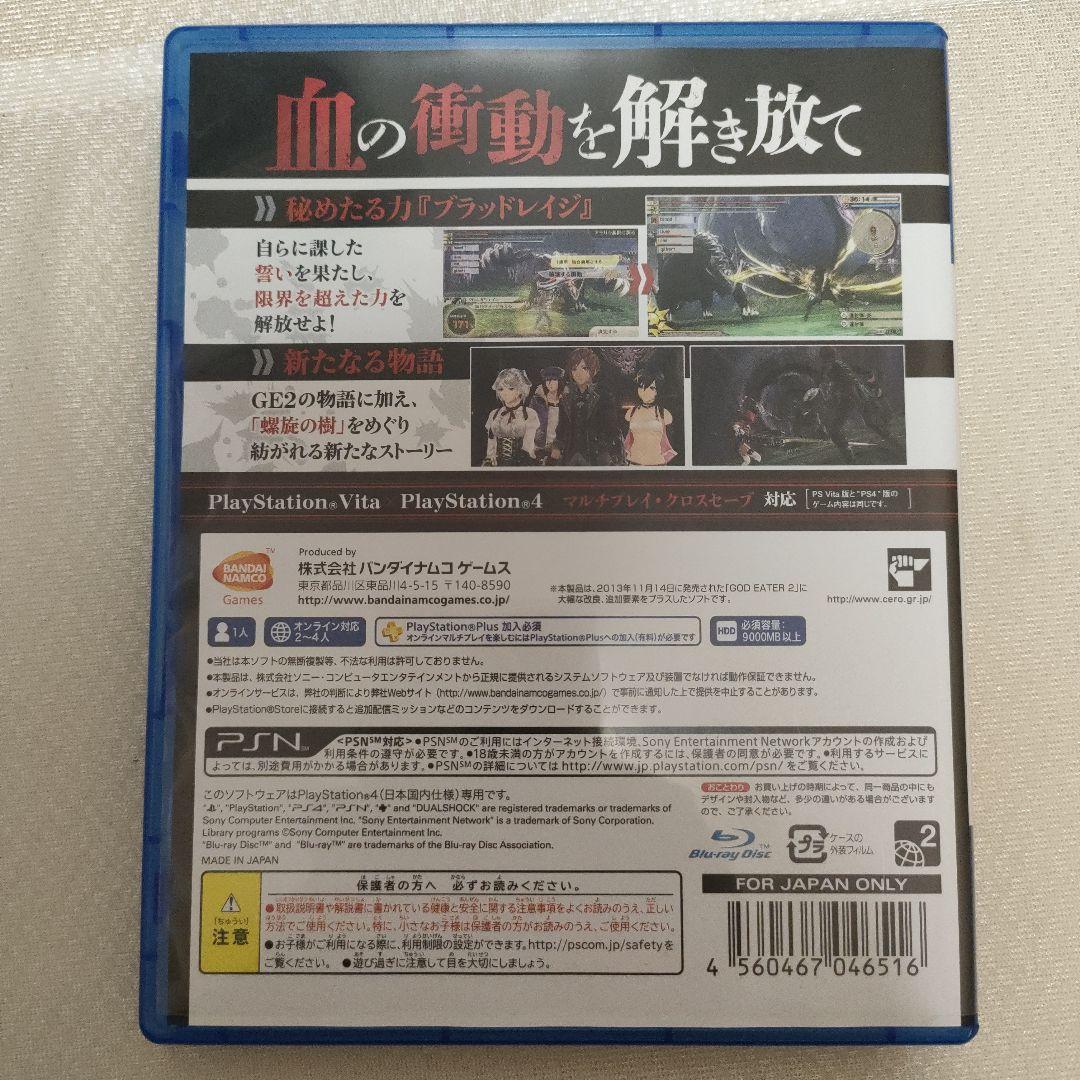 血の衝動を解き放て
秘めたる力『ブラッドレイジ』
自らに課した
誓いを果たし、
限界を超えた力を
解放せよ!
新たなる物語
GE2の物語に加え、
「螺旋の樹」をめぐり
紡がれる新たなストーリー
PlayStation®Vita × PlayStation®4 マルチプレイ・クロスセーブ 対応
PS Vita 版と"PS4"版の
ゲーム内容は同じです。
BANDAI
NAMCO
Games
TM
Produced by
株式会社 バンダイナムコ ゲームス
東京都品川区東品川4-5-15 〒140-8590
http://www.bandainamcogames.co.jp/
※本製品は、2013年11月14日に発売された「GOD EATER 2」に
大幅な改良、追加要素をプラスしたソフトです。
http://www.cero.gr.jp/
1人
オンライン対応
2~4人
PlayStation®Plus 加入必須
オンラインマルチプレイを楽しむにはPlayStation®Plusへの加入(有料)が必要です
HDD
必須容量:
9000MB以上
●当社は本ソフトの無断複製等、不法な利用は許可しておりません。
●本製品は、株式会社ソニー・コンピュータエンタテインメントから正規に提供されるシステムソフトウェア及び装置でなければ動作保証できません。
●オンラインサービスは、弊社の判断により弊社Webサイト(http://www.bandainamcogames.co.jp/)で事前に通知した上で提供を中止することがあります。
●PlayStation®Storeに接続すると追加配信ミッションなどのコンテンツをダウンロードすることができます。
PSN
<PSN℠対応> ●PSN℠のご利用にはインターネット接続環境、Sony Entertainment Networkアカウントの作成および
利用条件の遵守が必要です。●18歳未満の方がアカウントを作成するには、保護者の同意が必要です。●利用するサービスに
よっては、別途費用がかかる場合があります。●PSN℠の詳細については http://www.jp.playstation.com/psn/ をご覧ください。
このソフトウェアはPlayStation®4(日本国内仕様)専用です。
"PlayStation", "PS4", "PSN", and "DUALSHOCK" are registered trademarks or trademarks of
Sony Computer Entertainment Inc. "Sony Entertainment Network" is a trademark of Sony Corporation.
Library programs ©Sony Computer Entertainment Inc.
"Blu-ray Disc™" and "Blu-ray™" are trademarks of the Blu-ray Disc Association.
MADE IN JAPAN
おことわり お買い上げの時期によって、同一商品の中にも
デザインや封入物など、多少の違いがある場合がございます
ので、ご了承ください。
Blu-ray Disc™
プラ
ケースの
外装フィルム
2
FOR JAPAN ONLY
4 560467 046516
[ちゅうい]
注意
保護者の方へ 必ずお読みください。
●取扱説明書や解説書に書かれている健康と安全に関する注意事項をよくお読みのうえ、正しい
方法でご使用ください。特に、小さなお子様は保護者の方がお読みのうえ、ご使用ください。
●お子様がご利用になる際に、利用制限の設定ができます。http://pscom.jp/safetyを
ご覧ください。 ●遊び過ぎに注意して目を大切にしましょう。